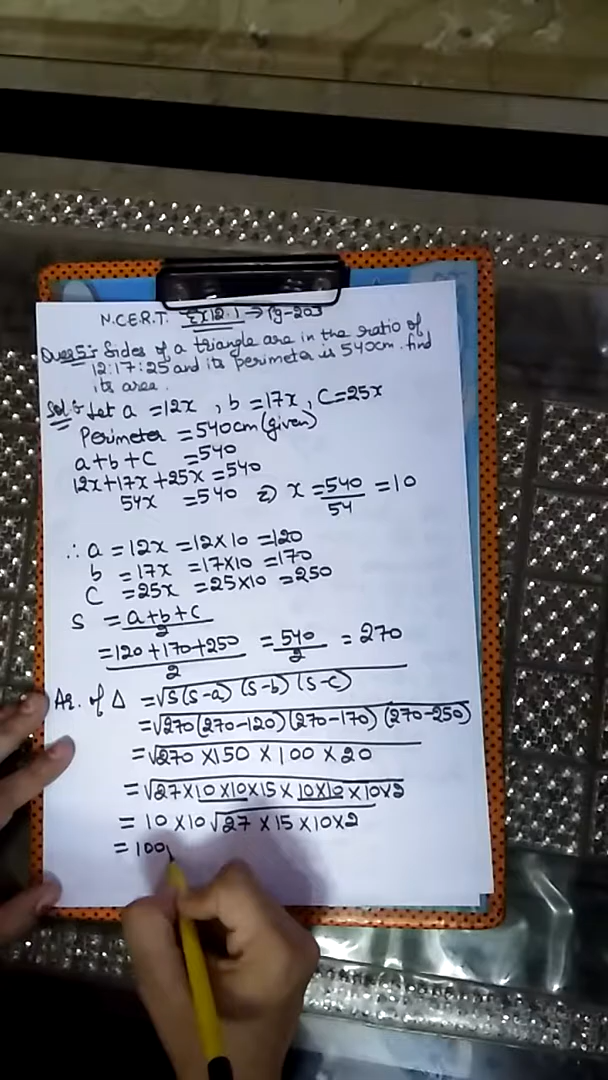 N.C.E.R.T. Ex 12.1 → Pg-203
Ques 5:- Sides of a triangle are in the ratio of
12:17:25 and its perimeter is 540cm. find
its area.
Sol:- Let a = 12x , b = 17x , C = 25x
Perimeter = 540cm (given)
a+b+c = 540
12x+17x+25x = 540
54x = 540 ⇒ x = 540/54 = 10
∴ a = 12x = 12×10 = 120
b = 17x = 17×10 = 170
C = 25x = 25×10 = 250
S = a+b+c/2
= 120+170+250/2 = 540/2 = 270
Ar. of Δ = √S(S-a) (S-b) (S-c)
= √270(270-120) (270-170) (270-250)
= √270 × 150 × 100 × 20
= √27×10×10×15 × 10×10×10×2
= 10 ×10 √27 × 15 × 10×2
= 100